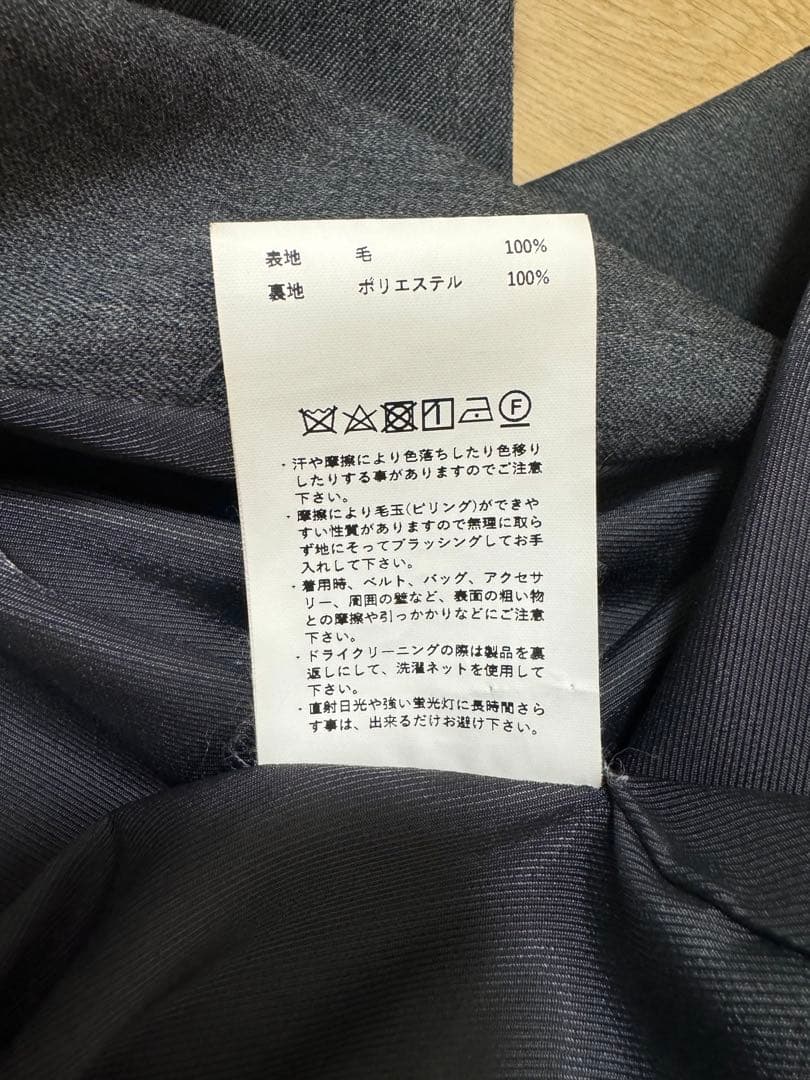 表地 毛 100%
裏地 ポリエステル 100%
F
・汗や摩擦により色落ちしたり色移り
したりする事がありますのでご注意
下さい。
・摩擦により毛玉(ピリング)ができや
すい性質がありますので無理に取ら
ず地にそってブラッシングしてお手
入れして下さい。
・着用時、ベルト、バッグ、アクセサ
リー、周囲の壁など、表面の粗い物
との摩擦や引っかかりなどにご注意
下さい。
・ドライクリーニングの際は製品を裏
返しにして、洗濯ネットを使用して
下さい。
・直射日光や強い蛍光灯に長時間さら
す事は、出来るだけお避け下さい。